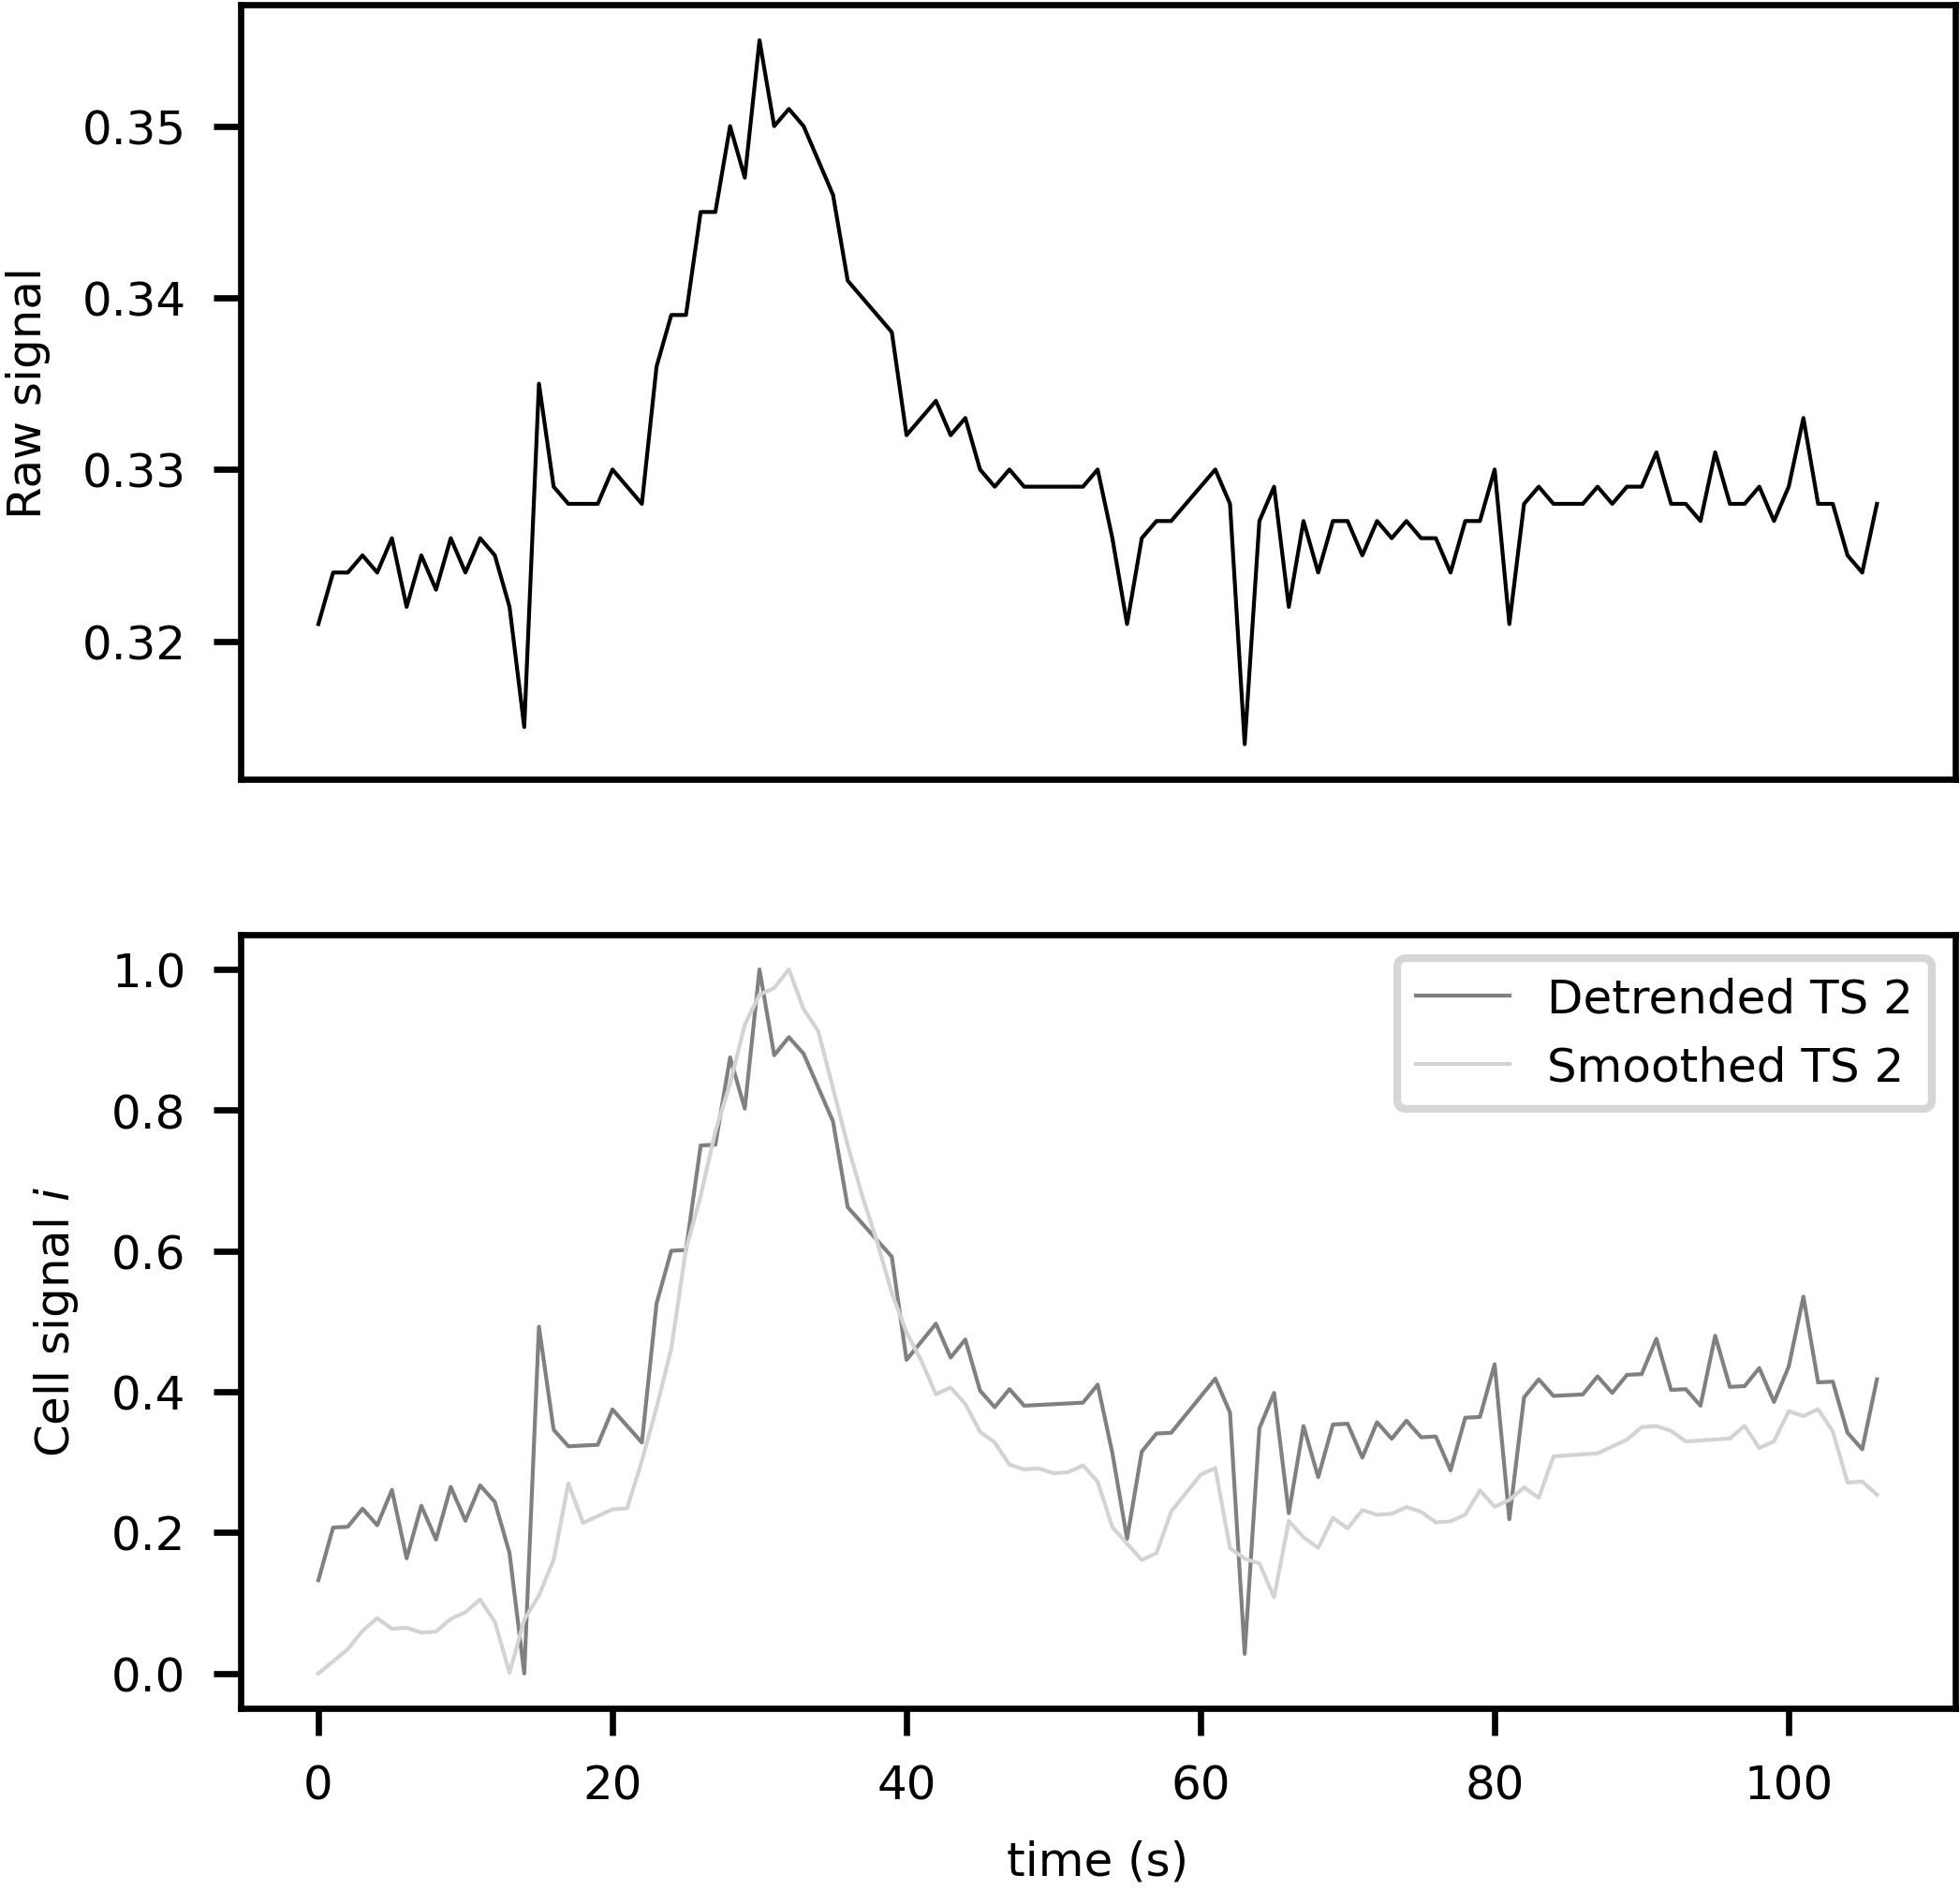 Raw signal
0.35
0.34
0.33
0.32
Cell signal i
1.0
0.8
0.6
0.4
0.2
0.0
Detrended TS 2
Smoothed TS 2
0 20 40 60 80 100
time (s)